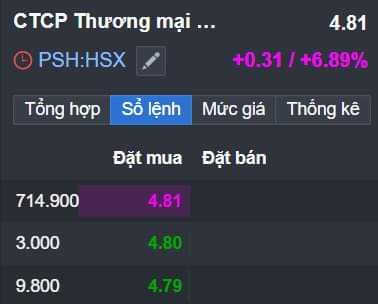 CTCP Thương mại ... 4.81
PSH:HSX +0.31 / +6.89%
Tổng hợp Sổ lệnh Mức giá Thống kê
Đặt mua Đặt bán
714.900 4.81
3.000 4.80
9.800 4.79